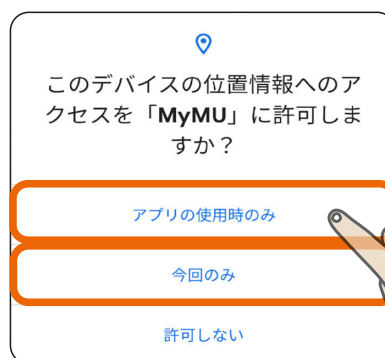 このデバイスの位置情報へのア
クセスを「MyMU」に許可しま
すか？
アプリの使用時のみ
今回のみ
許可しない